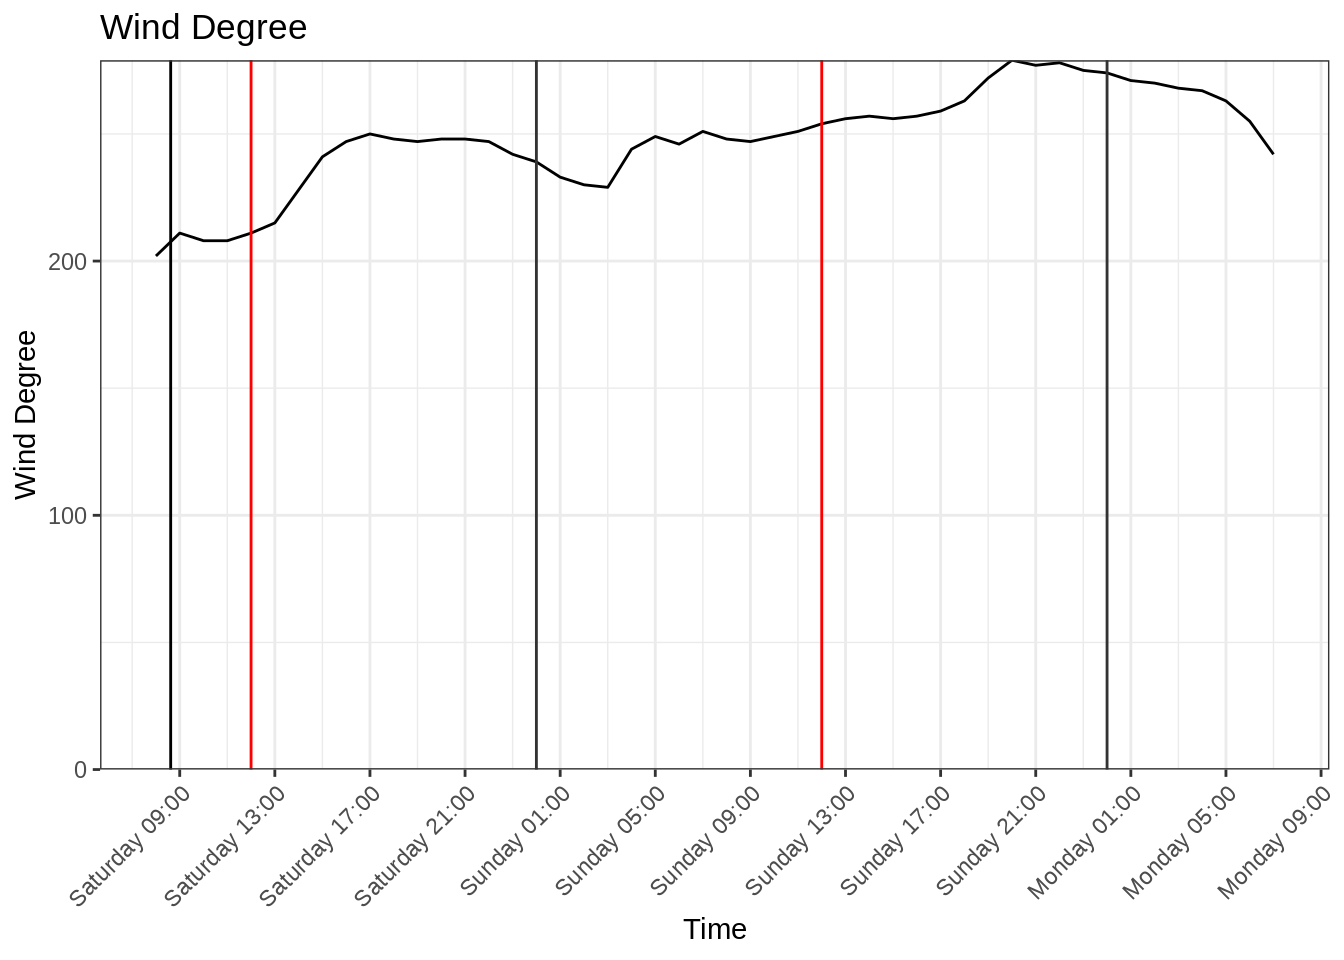 Wind Degree
Wind Degree
200
100
0
Saturday 09:00
Saturday 13:00
Saturday 17:00
Saturday 21:00
Sunday 01:00
Sunday 05:00
Sunday 09:00
Sunday 13:00
Sunday 17:00
Sunday 21:00
Monday 01:00
Monday 05:00
Monday 09:00
Time